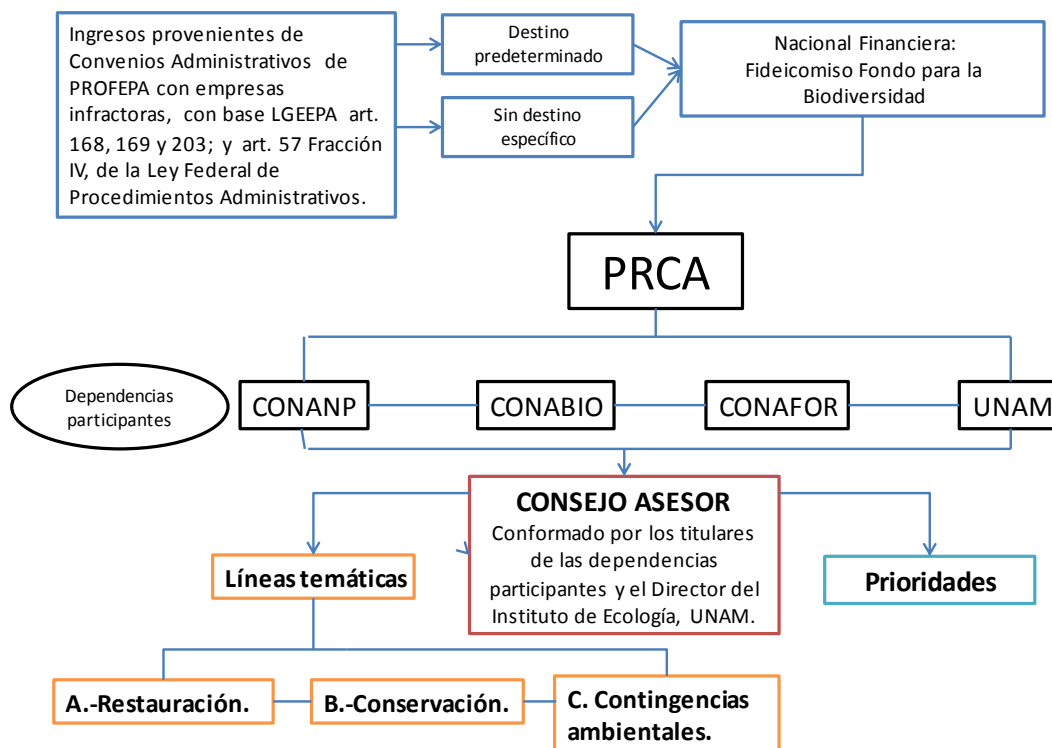 Ingresos provenientes de
Convenios Administrativos de
PROFEPA con empresas
infractoras, con base LGEEPA art.
168, 169 y 203; y art. 57 Fracción
IV, de la Ley Federal de
Procedimientos Administrativos.
Destino
predeterminado
Sin destino
específico
Nacional Financiera:
Fideicomiso Fondo para la
Biodiversidad
PRCA
Dependencias
participantes
CONANP
CONABIO
CONAFOR
UNAM
CONSEJO ASESOR
Conformado por los titulares
de las dependencias
participantes y el Director del
Instituto de Ecología, UNAM.
Líneas temáticas
Prioridades
A.-Restauración.
B.-Conservación.
C. Contingencias
ambientales.